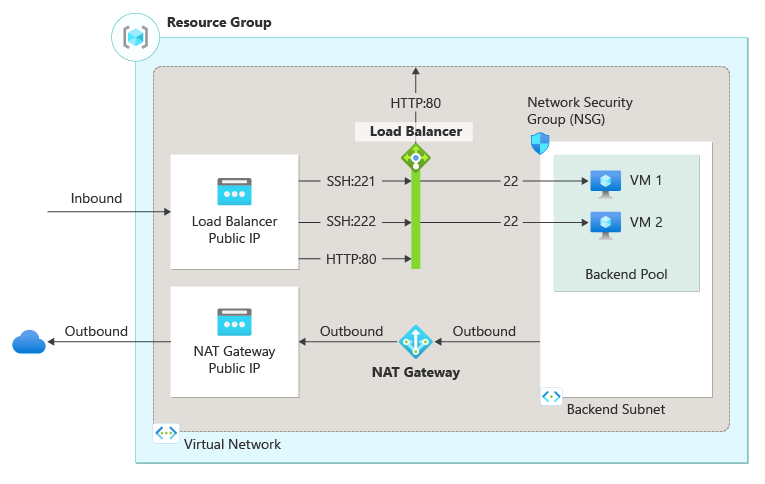 Resource Group
HTTP:80
Load Balancer
Network Security
Group (NSG)
Inbound
Load Balancer
Public IP
SSH:221
22
VM 1
SSH:222
22
VM 2
HTTP:80
Backend Pool
Outbound
NAT Gateway
Public IP
Outbound
NAT Gateway
Outbound
Backend Subnet
Virtual Network